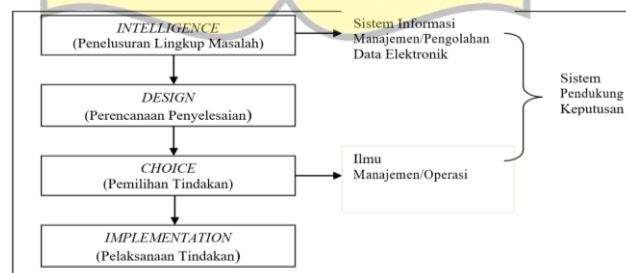 INTELLIGENCE
(Penelusuran Lingkup Masalah)
Sistem Informasi
Manajemen/Pengolahan
Data Elektronik
DESIGN
(Perencanaan Penyelesaian)
Sistem
Pendukung
Keputusan
CHOICE
(Pemilihan Tindakan)
Ilmu
Manajemen/Operasi
IMPLEMENTATION
(Pelaksanaan Tindakan)